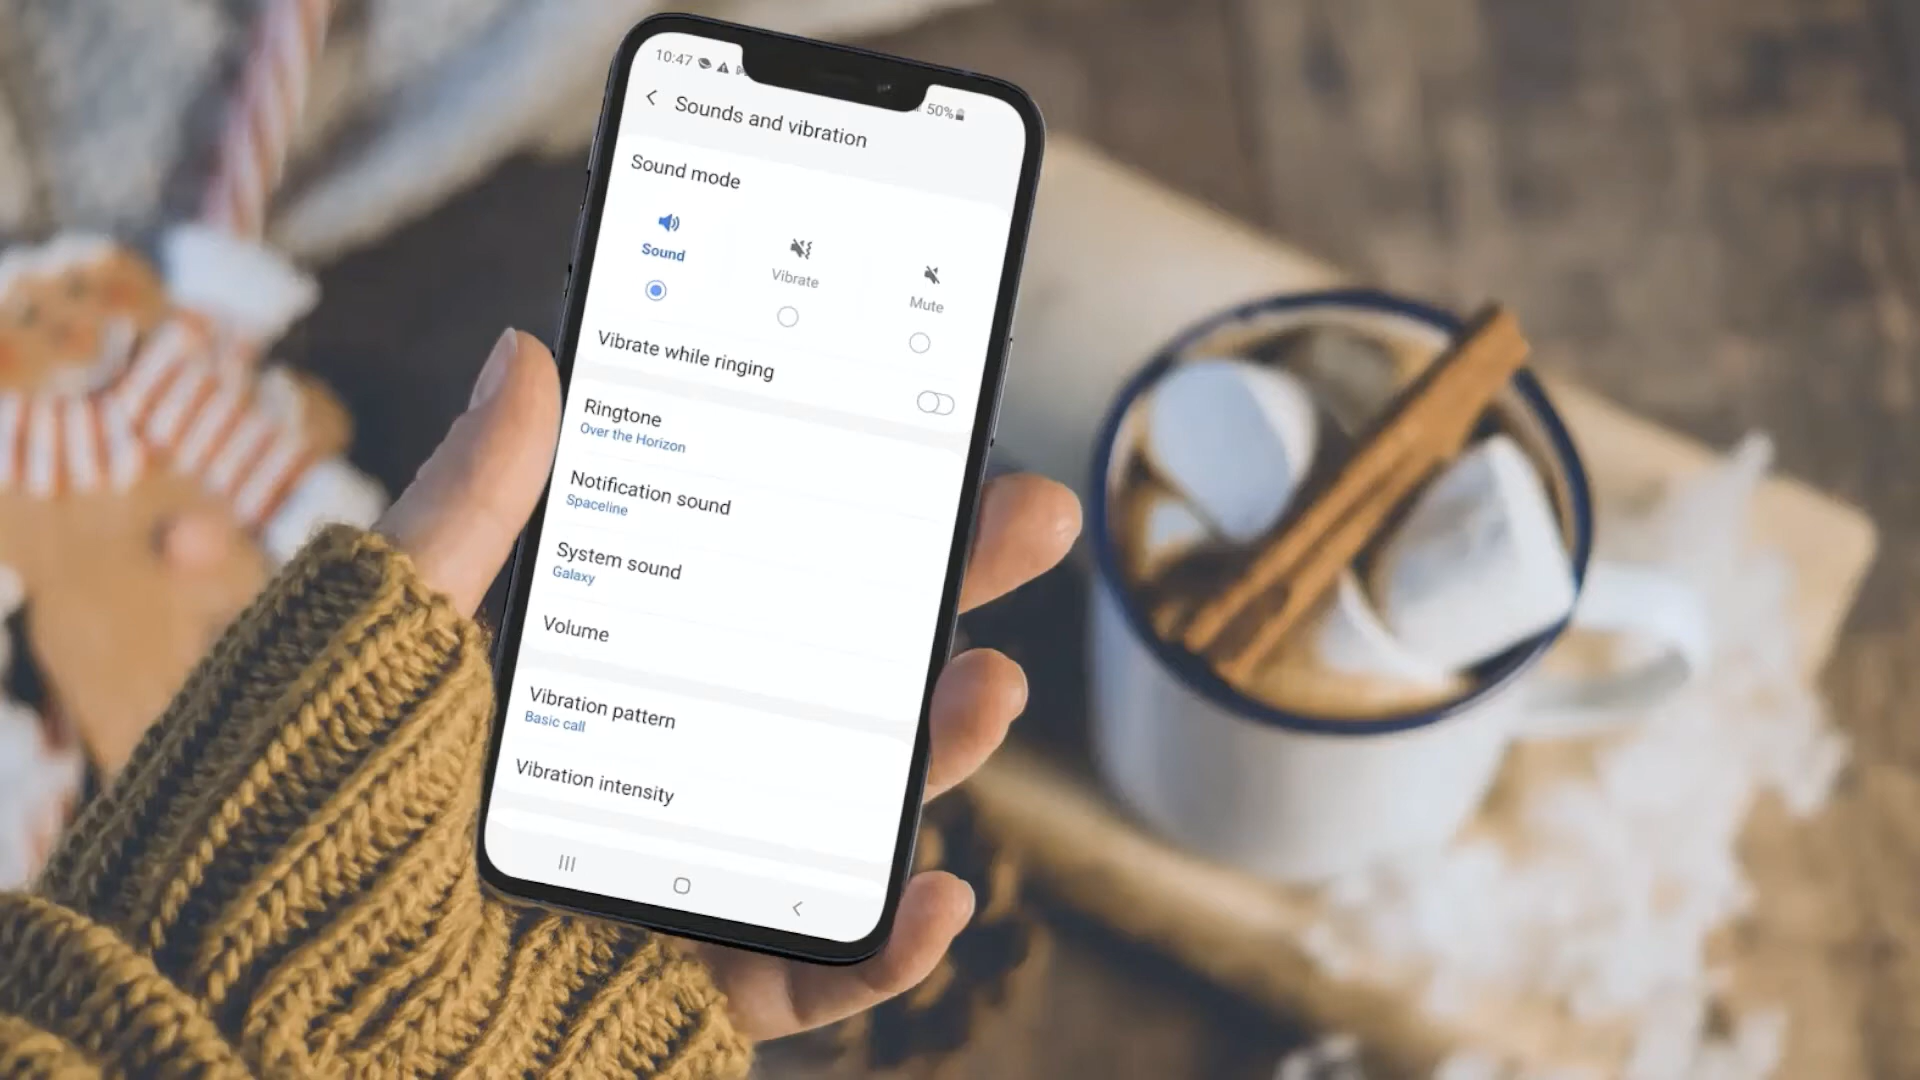 10:47
50%
Sounds and vibration
Sound mode
Sound
Vibrate
Mute
Vibrate while ringing
Ringtone
Over the Horizon
Notification sound
Spaceline
System sound
Galaxy
Volume
Vibration pattern
Basic call
Vibration intensity